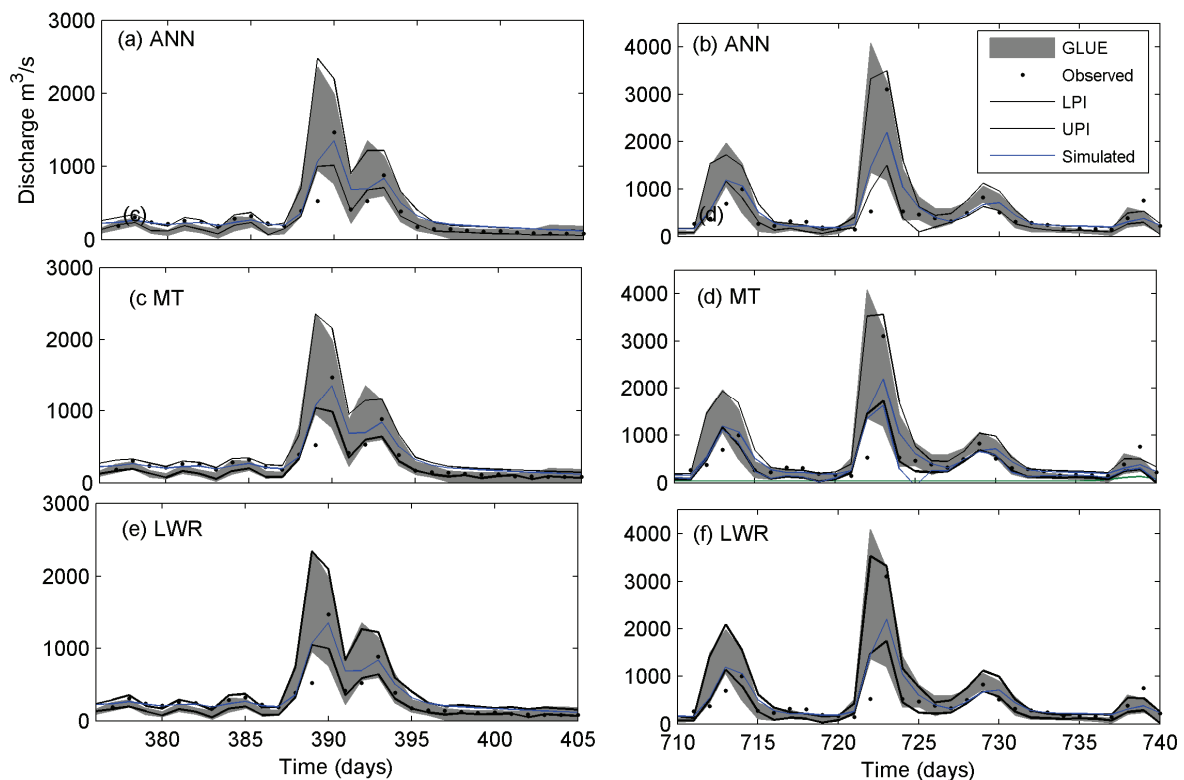 (a) ANN
3000
2000
1000
0
Discharge m³/s
(c)
(b) ANN
4000
3000
2000
1000
0
(d)
GLUE
Observed
LPI
UPI
Simulated
(c MT
3000
2000
1000
0
(d) MT
4000
3000
2000
1000
0
(e) LWR
3000
2000
1000
0
380 385 390 395 400 405
Time (days)
(f) LWR
4000
3000
2000
1000
0
710 715 720 725 730 735 740
Time (days)